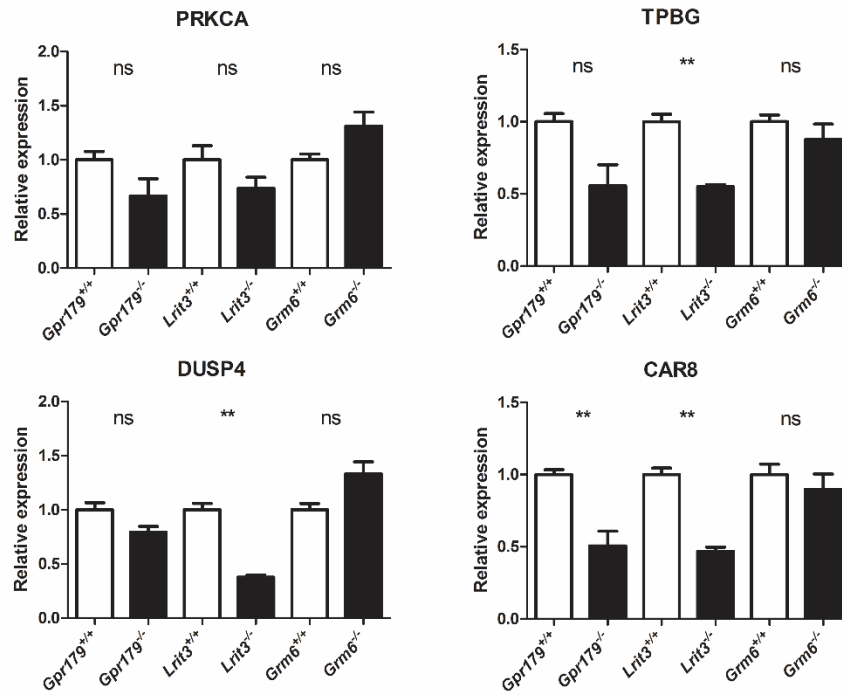 PRKCA
Relative expression
2.0
1.5
1.0
0.5
0.0
ns ns ns
Gpr179+/+ Gpr179-/- Lrit3+/+ Lrit3-/- Grm6+/+ Grm6-/-
TPBG
Relative expression
1.5
1.0
0.5
0.0
ns ** ns
Gpr179+/+ Gpr179-/- Lrit3+/+ Lrit3-/- Grm6+/+ Grm6-/-
DUSP4
Relative expression
2.0
1.5
1.0
0.5
0.0
ns ** ns
Gpr179+/+ Gpr179-/- Lrit3+/+ Lrit3-/- Grm6+/+ Grm6-/-
CAR8
Relative expression
1.5
1.0
0.5
0.0
** ** ns
Gpr179+/+ Gpr179-/- Lrit3+/+ Lrit3-/- Grm6+/+ Grm6-/-